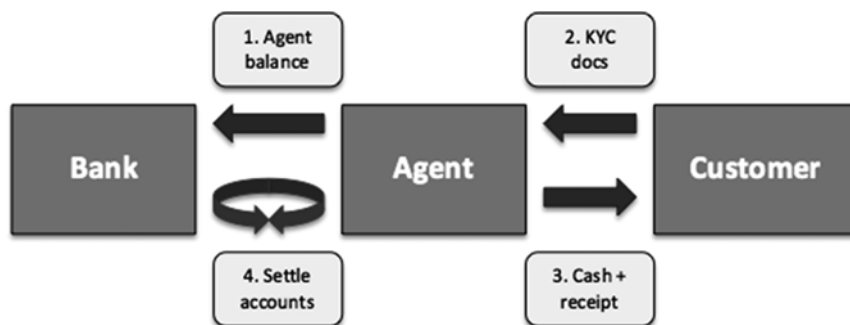 1. Agent
balance
2. KYC
docs
Bank
Agent
Customer
4. Settle
accounts
3. Cash +
receipt